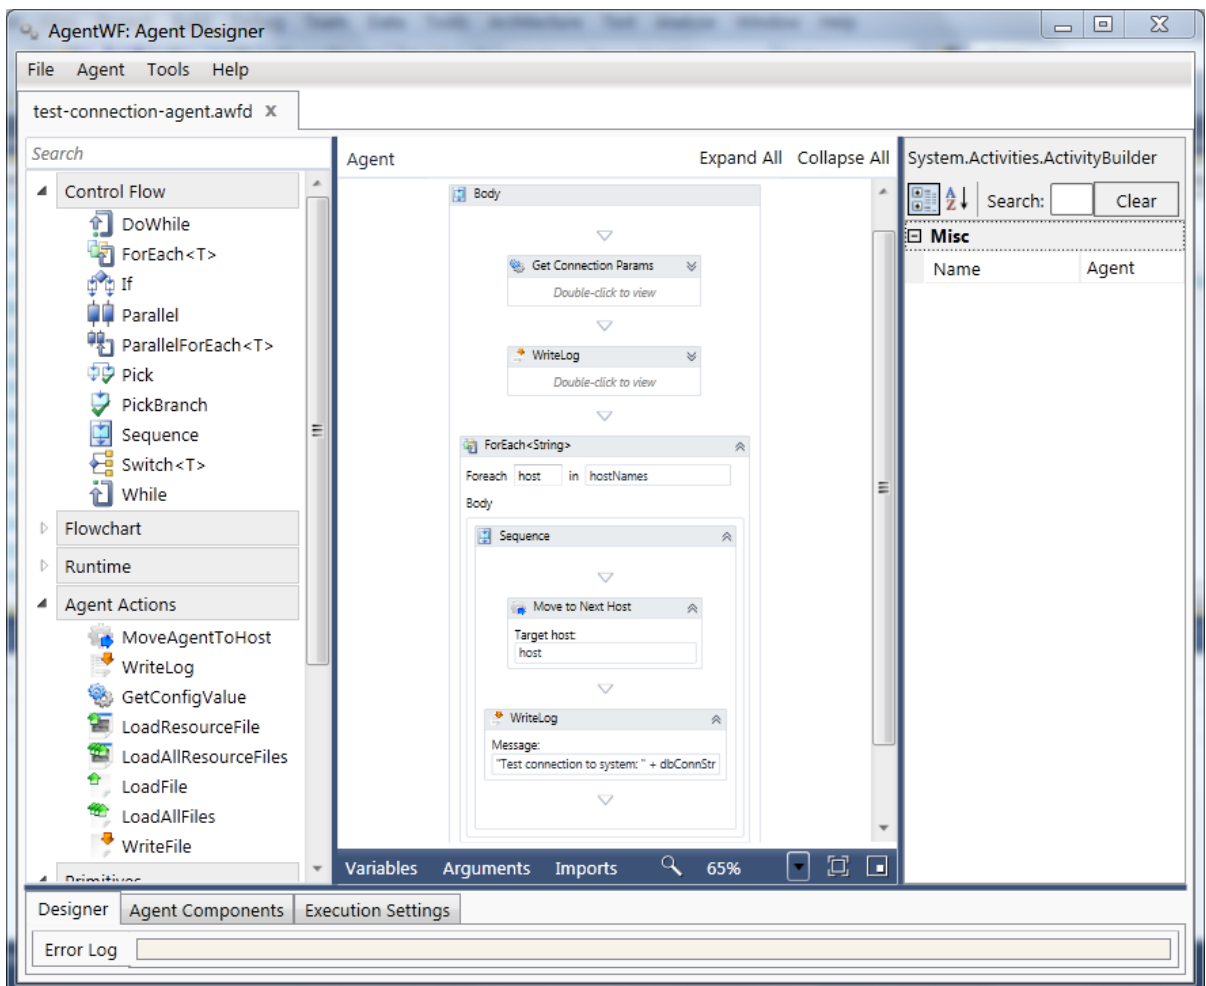 AgentWF: Agent Designer
File Agent Tools Help
test-connection-agent.awfd x
Search
Control Flow
DoWhile
ForEach<T>
If
Parallel
ParallelForEach<T>
Pick
PickBranch
Sequence
Switch<T>
While
Flowchart
Runtime
Agent Actions
MoveAgentToHost
WriteLog
GetConfigValue
LoadResourceFile
LoadAllResourceFiles
LoadFile
LoadAllFiles
WriteFile
Primitives
Agent Expand All Collapse All
Body
Get Connection Params
Double-click to view
WriteLog
Double-click to view
ForEach<String>
Foreach host in hostNames
Body
Sequence
Move to Next Host
Target host:
host
WriteLog
Message:
"Test connection to system: " + dbConnStr
Variables Arguments Imports 65%
System.Activities.ActivityBuilder
Search: Clear
Misc
Name Agent
Designer Agent Components Execution Settings
Error Log